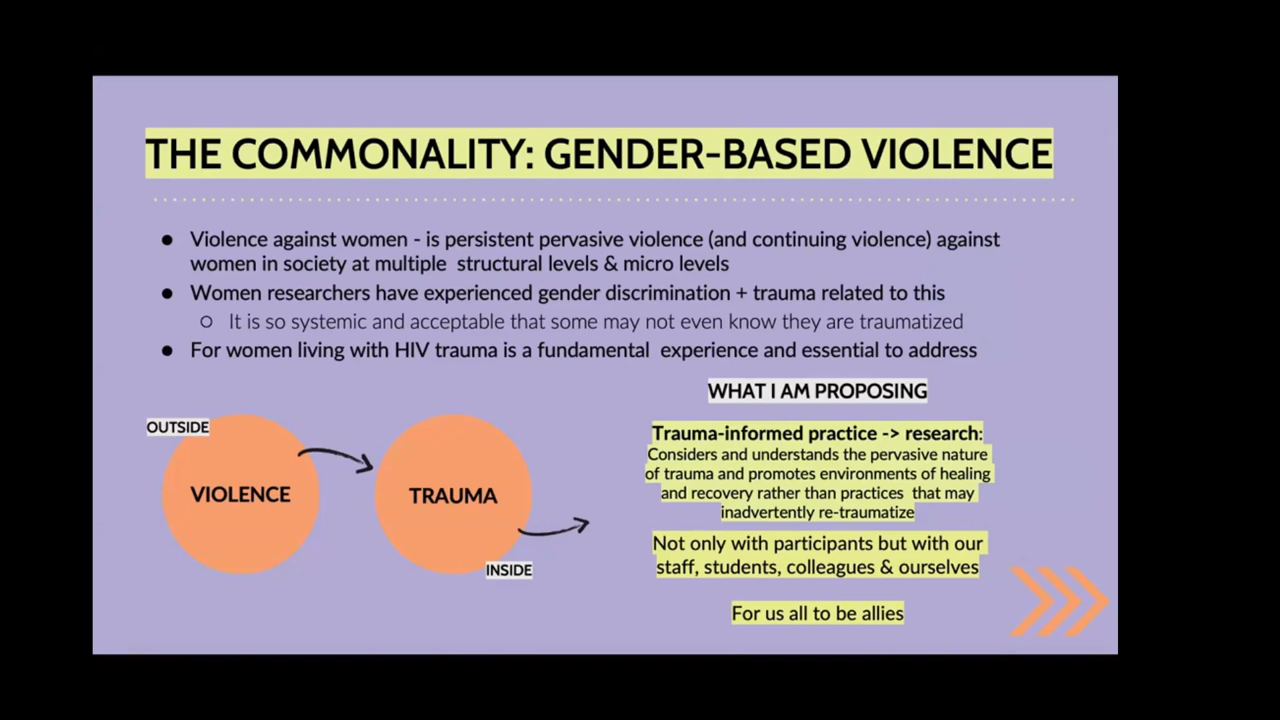 THE COMMONALITY: GENDER-BASED VIOLENCE
● Violence against women - is persistent pervasive violence (and continuing violence) against
women in society at multiple structural levels & micro levels
● Women researchers have experienced gender discrimination + trauma related to this
○ It is so systemic and acceptable that some may not even know they are traumatized
● For women living with HIV trauma is a fundamental experience and essential to address
OUTSIDE
VIOLENCE
TRAUMA
INSIDE
WHAT I AM PROPOSING
Trauma-informed practice -> research:
Considers and understands the pervasive nature
of trauma and promotes environments of healing
and recovery rather than practices that may
inadvertently re-traumatize
Not only with participants but with our
staff, students, colleagues & ourselves
For us all to be allies